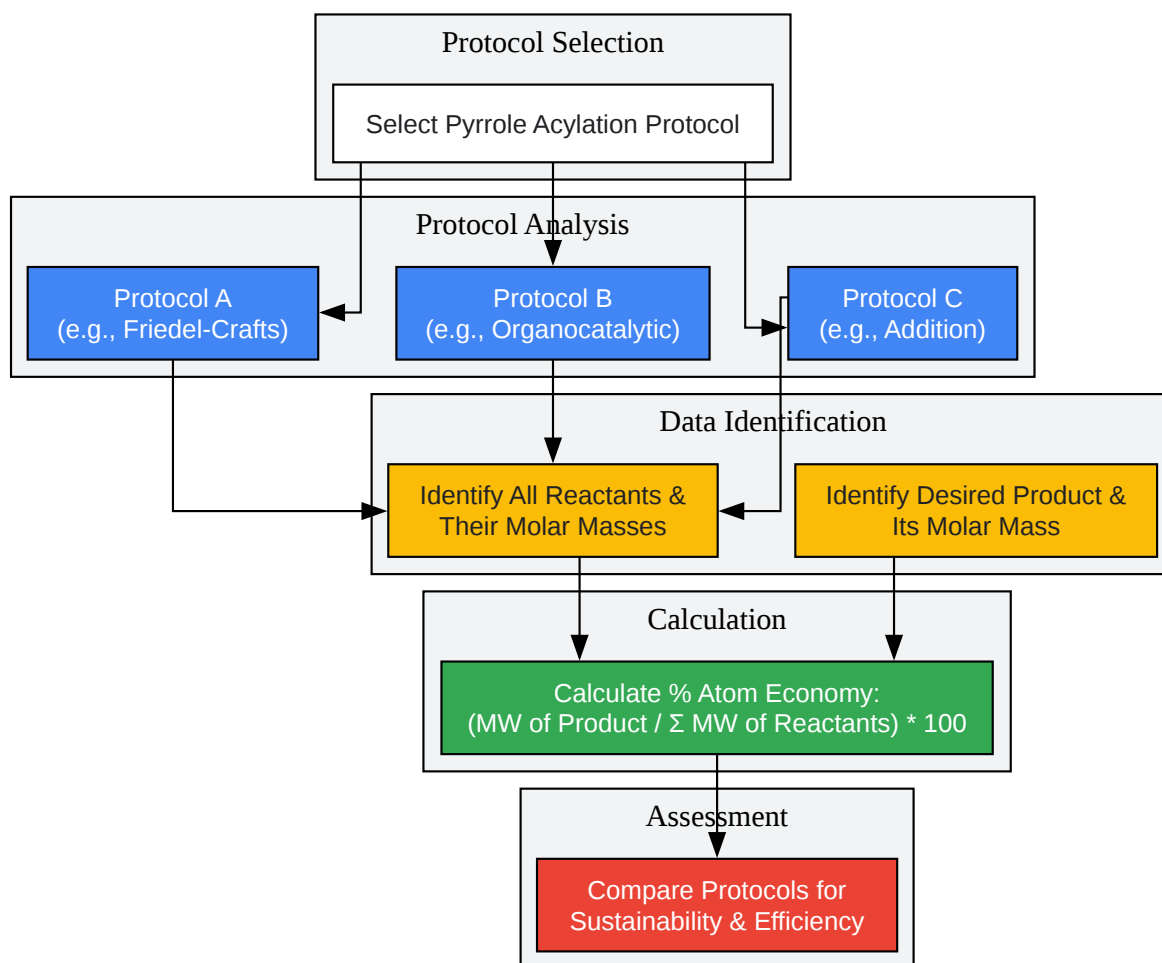 Protocol Selection
Select Pyrrole Acylation Protocol
Protocol Analysis
Protocol A
(e.g., Friedel-Crafts)
Protocol B
(e.g., Organocatalytic)
Protocol C
(e.g., Addition)
Data Identification
Identify All Reactants &
Their Molar Masses
Identify Desired Product &
Its Molar Mass
Calculation
Calculate % Atom Economy:
(MW of Product / Σ MW of Reactants) * 100
Assessment
Compare Protocols for
Sustainability & Efficiency